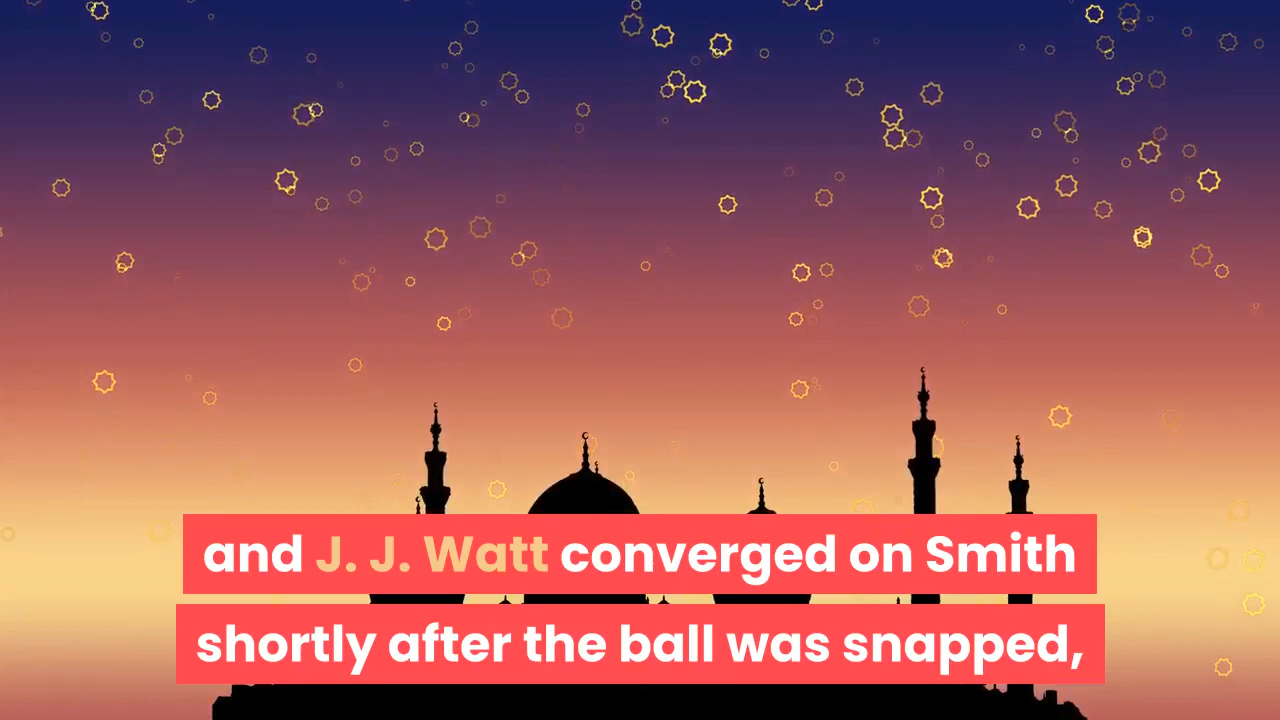 and J. J. Watt converged on Smith
shortly after the ball was snapped,